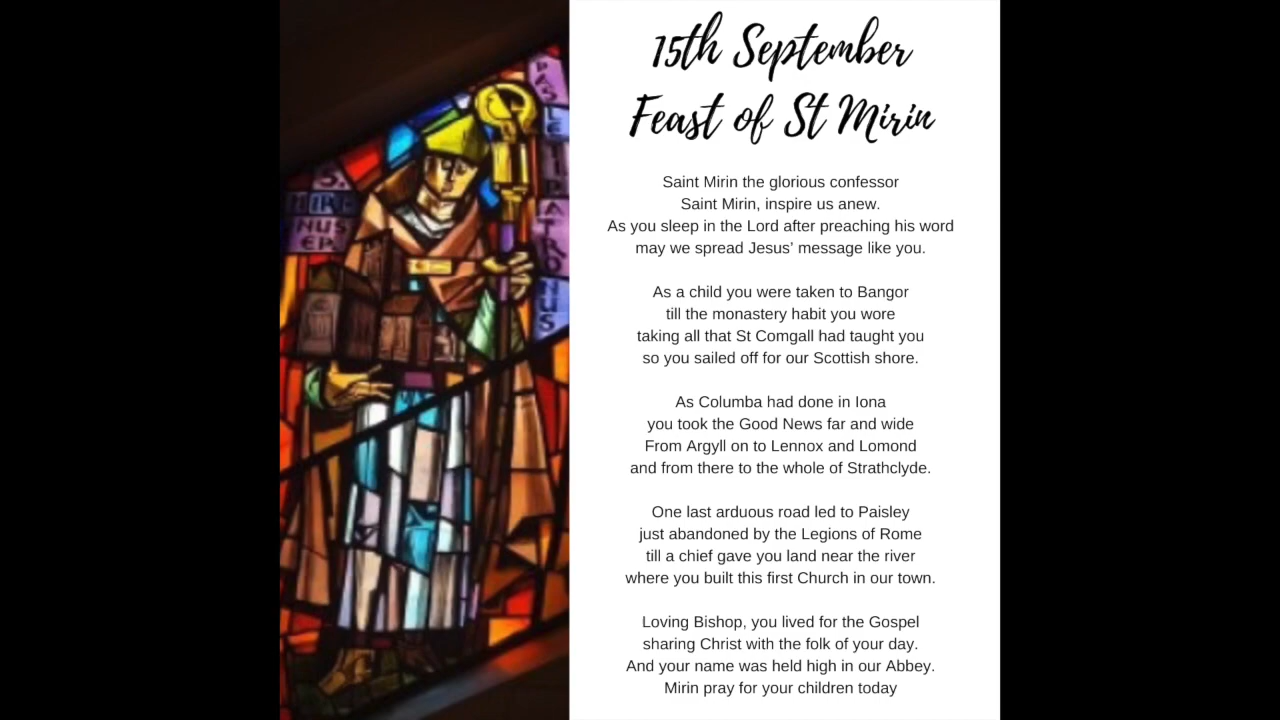 S.
MIRI
NUS
EP.
PAS
LETI
PATRO
NUS
15th September
Feast of St Mirin
Saint Mirin the glorious confessor
Saint Mirin, inspire us anew.
As you sleep in the Lord after preaching his word
may we spread Jesus’ message like you.
As a child you were taken to Bangor
till the monastery habit you wore
taking all that St Comgall had taught you
so you sailed off for our Scottish shore.
As Columba had done in Iona
you took the Good News far and wide
From Argyll on to Lennox and Lomond
and from there to the whole of Strathclyde.
One last arduous road led to Paisley
just abandoned by the Legions of Rome
till a chief gave you land near the river
where you built this first Church in our town.
Loving Bishop, you lived for the Gospel
sharing Christ with the folk of your day.
And your name was held high in our Abbey.
Mirin pray for your children today